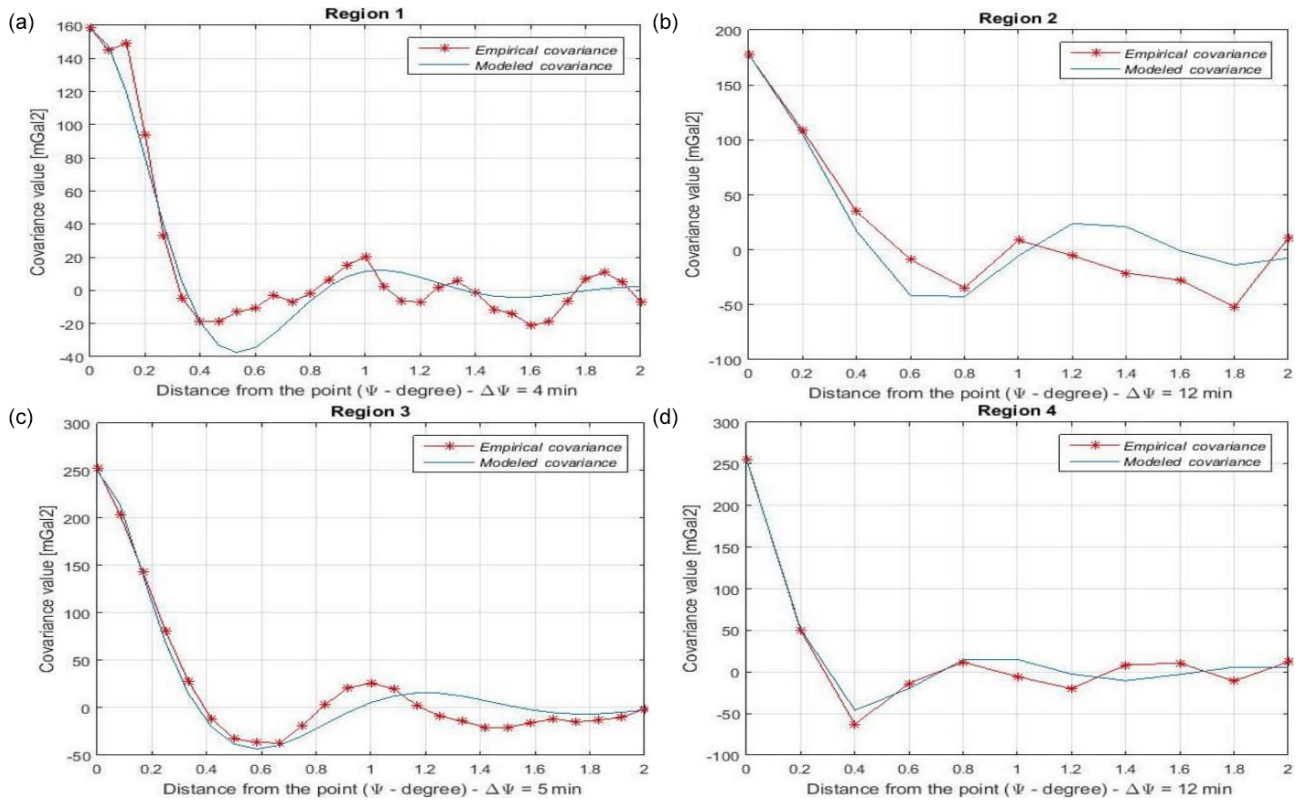 (a)
Region 1
Empirical covariance
Modeled covariance
Covariance value [mGal2]
160
140
120
100
80
60
40
20
0
-20
-40
0 0.2 0.4 0.6 0.8 1 1.2 1.4 1.6 1.8 2
Distance from the point (Ψ - degree) - ΔΨ = 4 min
(b)
Region 2
Empirical covariance
Modeled covariance
Covariance value [mGal2]
200
150
100
50
0
-50
-100
0 0.2 0.4 0.6 0.8 1 1.2 1.4 1.6 1.8 2
Distance from the point (Ψ - degree) - ΔΨ = 12 min
(c)
Region 3
Empirical covariance
Modeled covariance
Covariance value [mGal2]
300
250
200
150
100
50
0
-50
0 0.2 0.4 0.6 0.8 1 1.2 1.4 1.6 1.8 2
Distance from the point (Ψ - degree) - ΔΨ = 5 min
(d)
Region 4
Empirical covariance
Modeled covariance
Covariance value [mGal2]
300
250
200
150
100
50
0
-50
-100
0 0.2 0.4 0.6 0.8 1 1.2 1.4 1.6 1.8 2
Distance from the point (Ψ - degree) - ΔΨ = 12 min